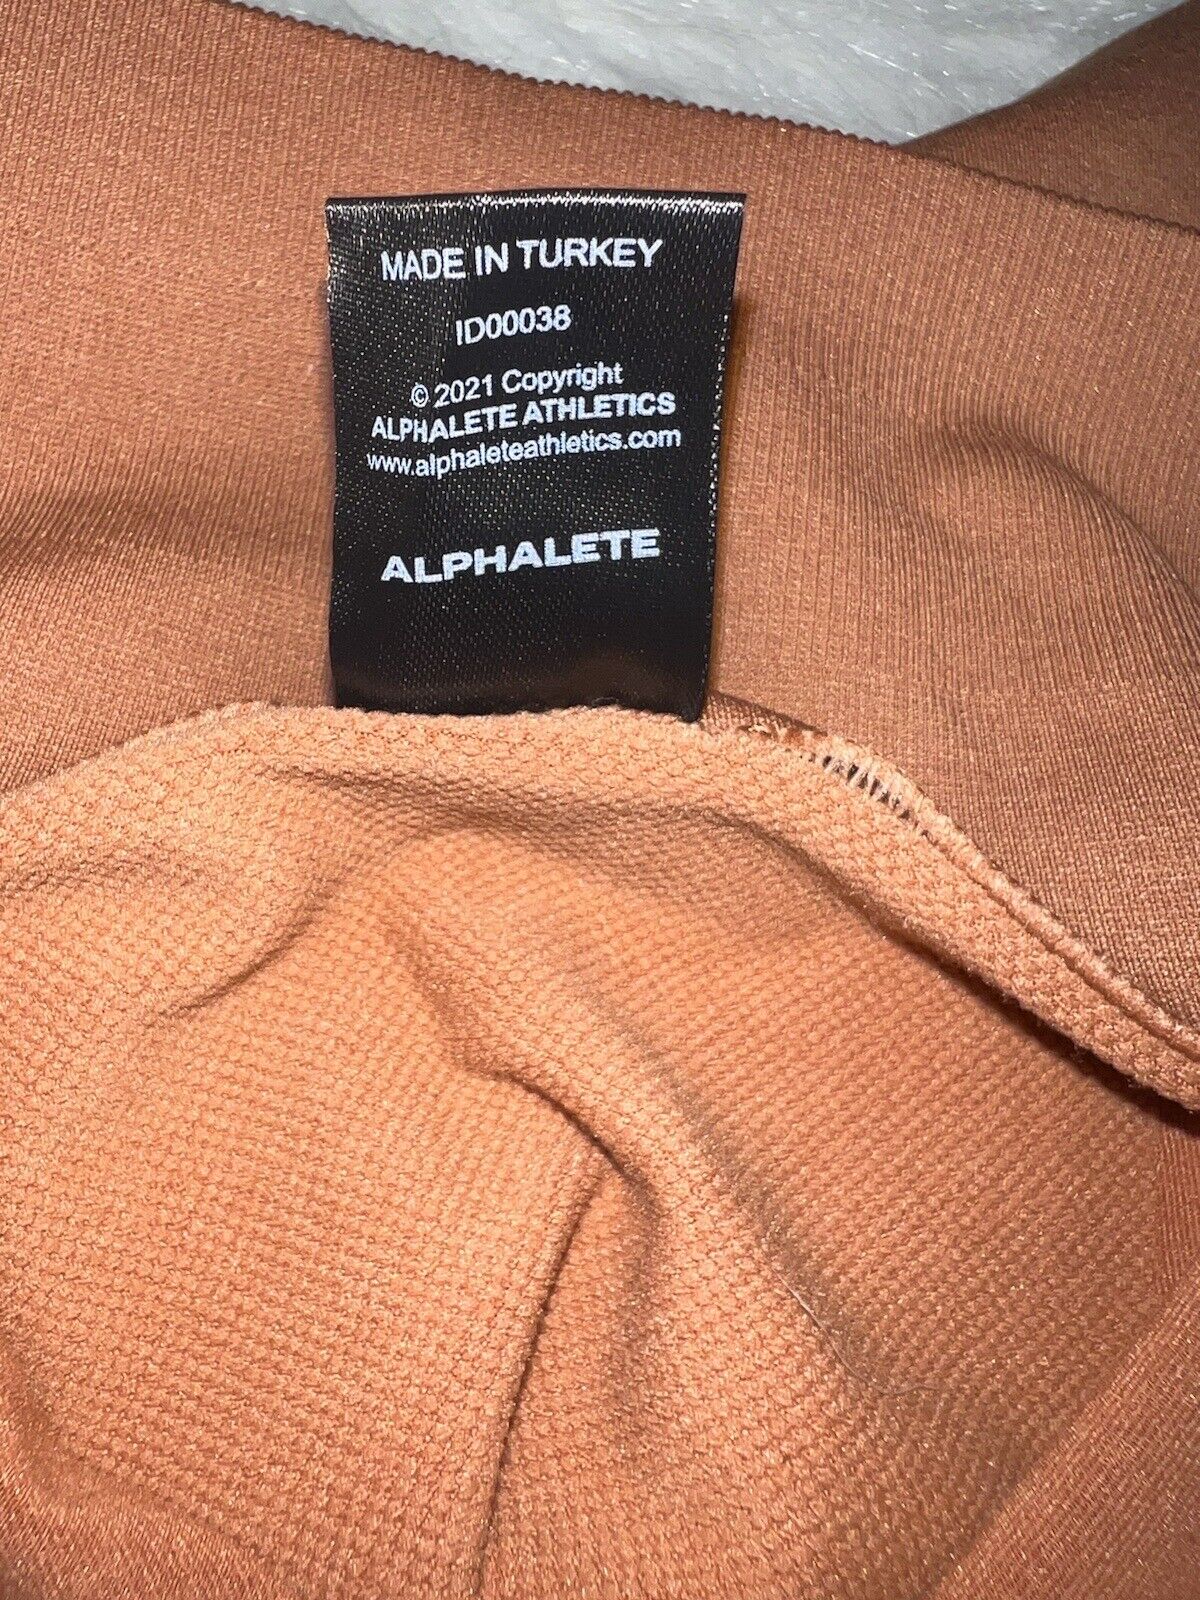 MADE IN TURKEY
ID00038
© 2021 Copyright
ALPHALETE ATHLETICS
www.alphaleteathletics.com
ALPHALETE